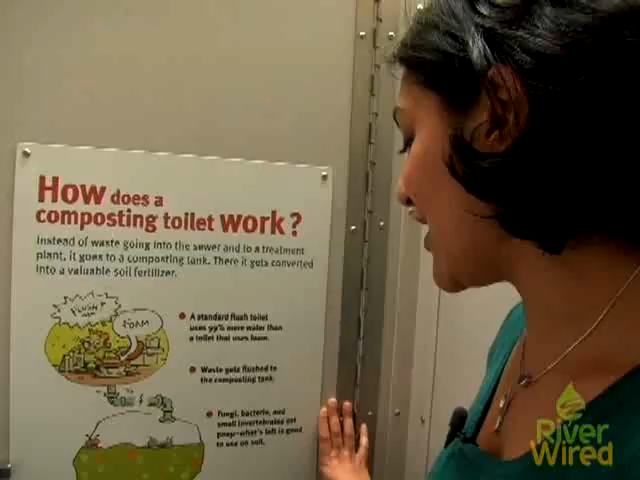 How does a
composting toilet work?
Instead of waste going into the sewer and to a treatment
plant, it goes to a composting tank. There it gets converted
into a valuable soil fertilizer.
FLUSH!
FOAM
A standard flush toilet
uses 99% more water than
a toilet that uses foam.
Waste gets flushed to
the composting tank.
Fungi, bacteria, and
small invertebrates eat
poop—what's left is good
to use on soil.
River
Wired